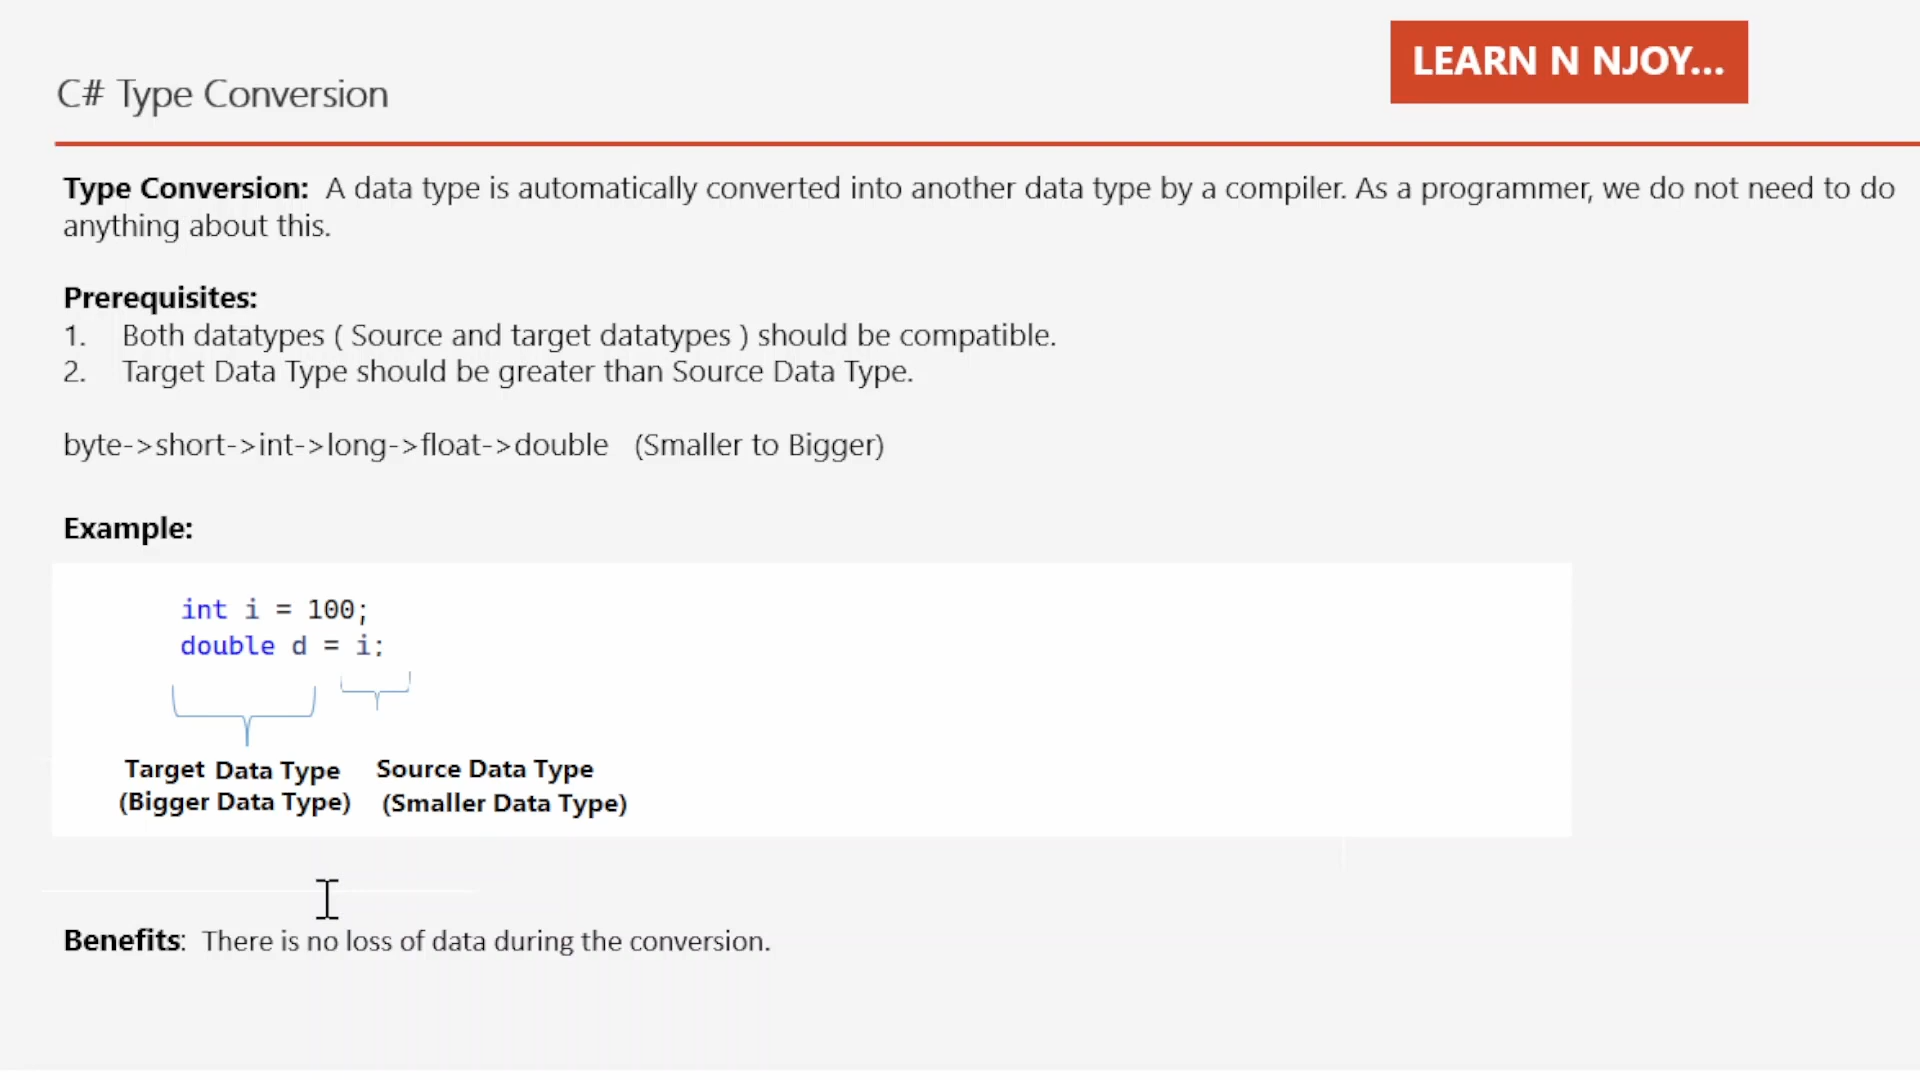 LEARN N NJOY...
C# Type Conversion
Type Conversion: A data type is automatically converted into another data type by a compiler. As a programmer, we do not need to do
anything about this.
Prerequisites:
1. Both datatypes ( Source and target datatypes ) should be compatible.
2. Target Data Type should be greater than Source Data Type.
byte->short->int->long->float->double (Smaller to Bigger)
Example:
int i = 100;
double d = i;
Target Data Type Source Data Type
(Bigger Data Type) (Smaller Data Type)
Benefits: There is no loss of data during the conversion.